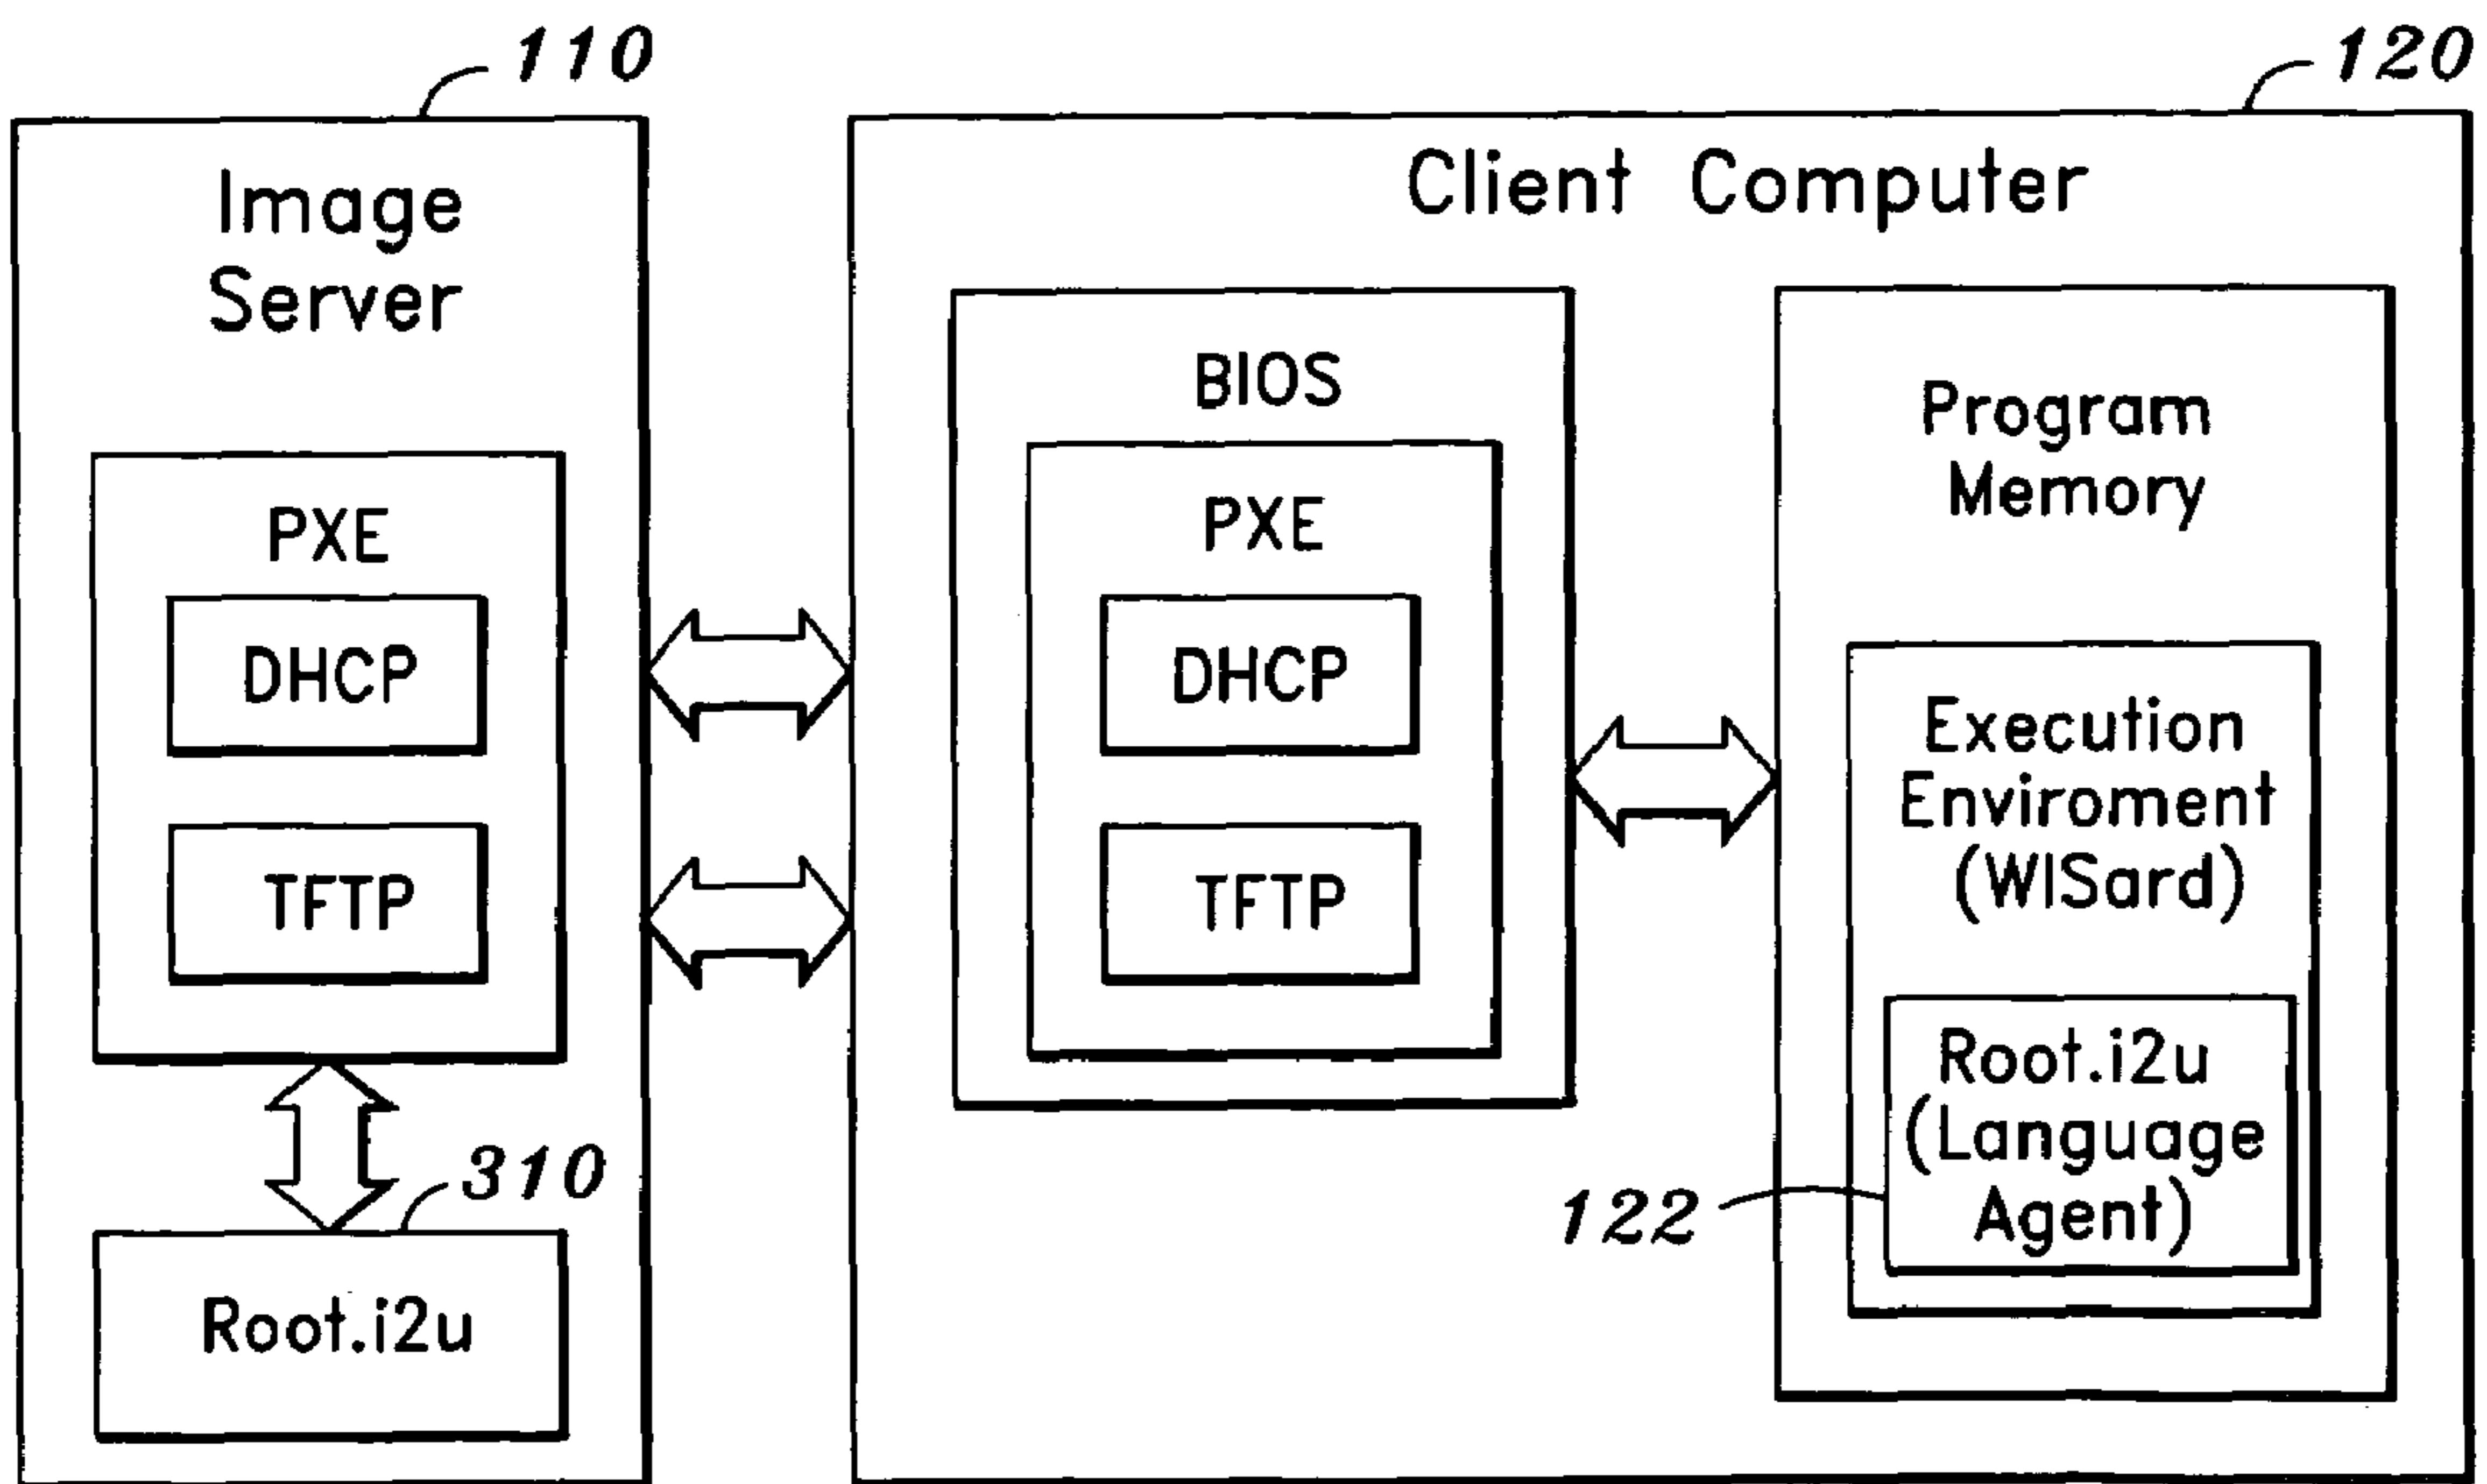 110
120
Image
Server
PXE
DHCP
TFTP
310
Root.i2u
Client Computer
BIOS
PXE
DHCP
TFTP
Program
Memory
Execution
Enviroment
(WISard)
Root.i2u
(Language
Agent)
122